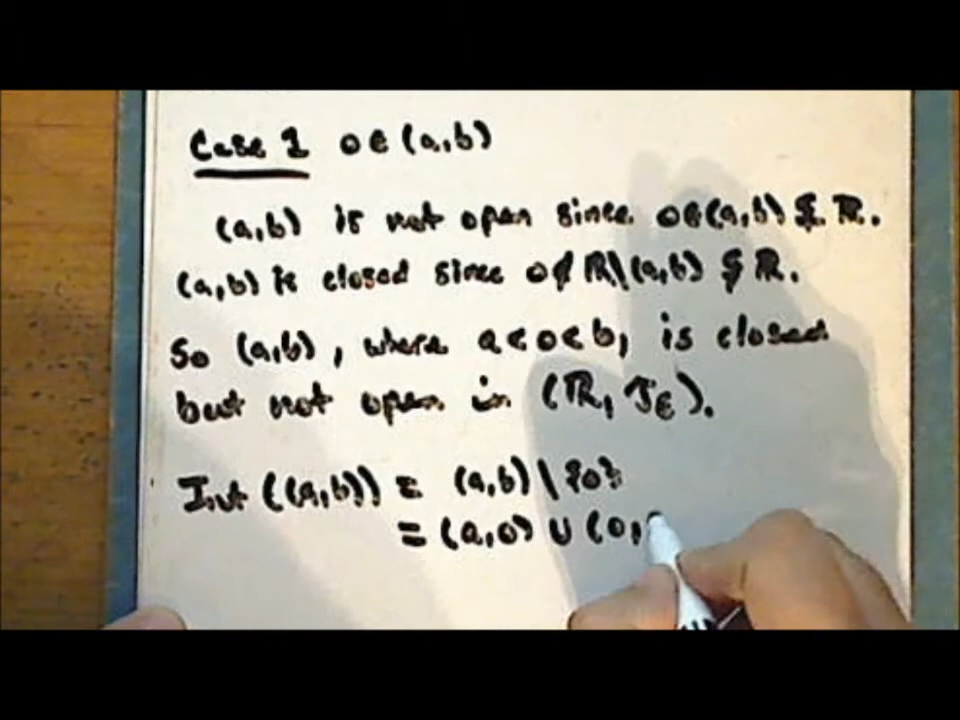 Case 1 0∈(a,b)
(a,b) is not open since 0∈(a,b)⊊ℝ.
(a,b) is closed since 0∉ℝ\(a,b)⊊ℝ.
So (a,b), where a<0<b, is closed
but not open in (ℝ, 𝒯_E).
Int((a,b)) = (a,b)\{0}
= (a,0)∪(0,